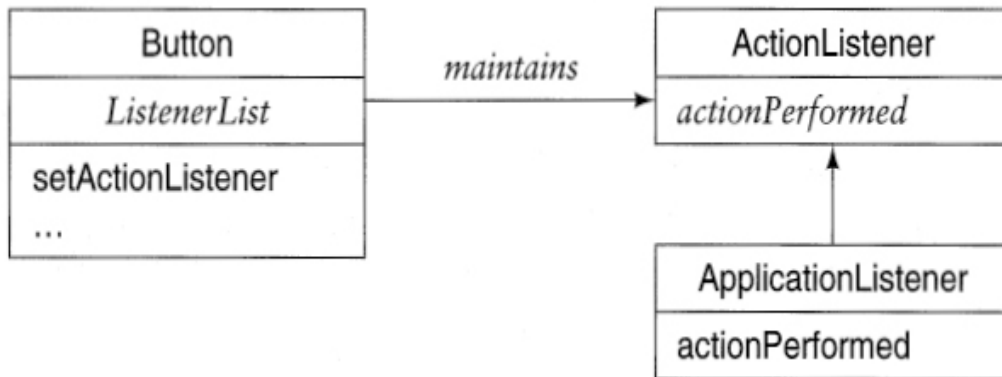 Button
ListenerList
setActionListener
...
maintains
ActionListener
actionPerformed
ApplicationListener
actionPerformed